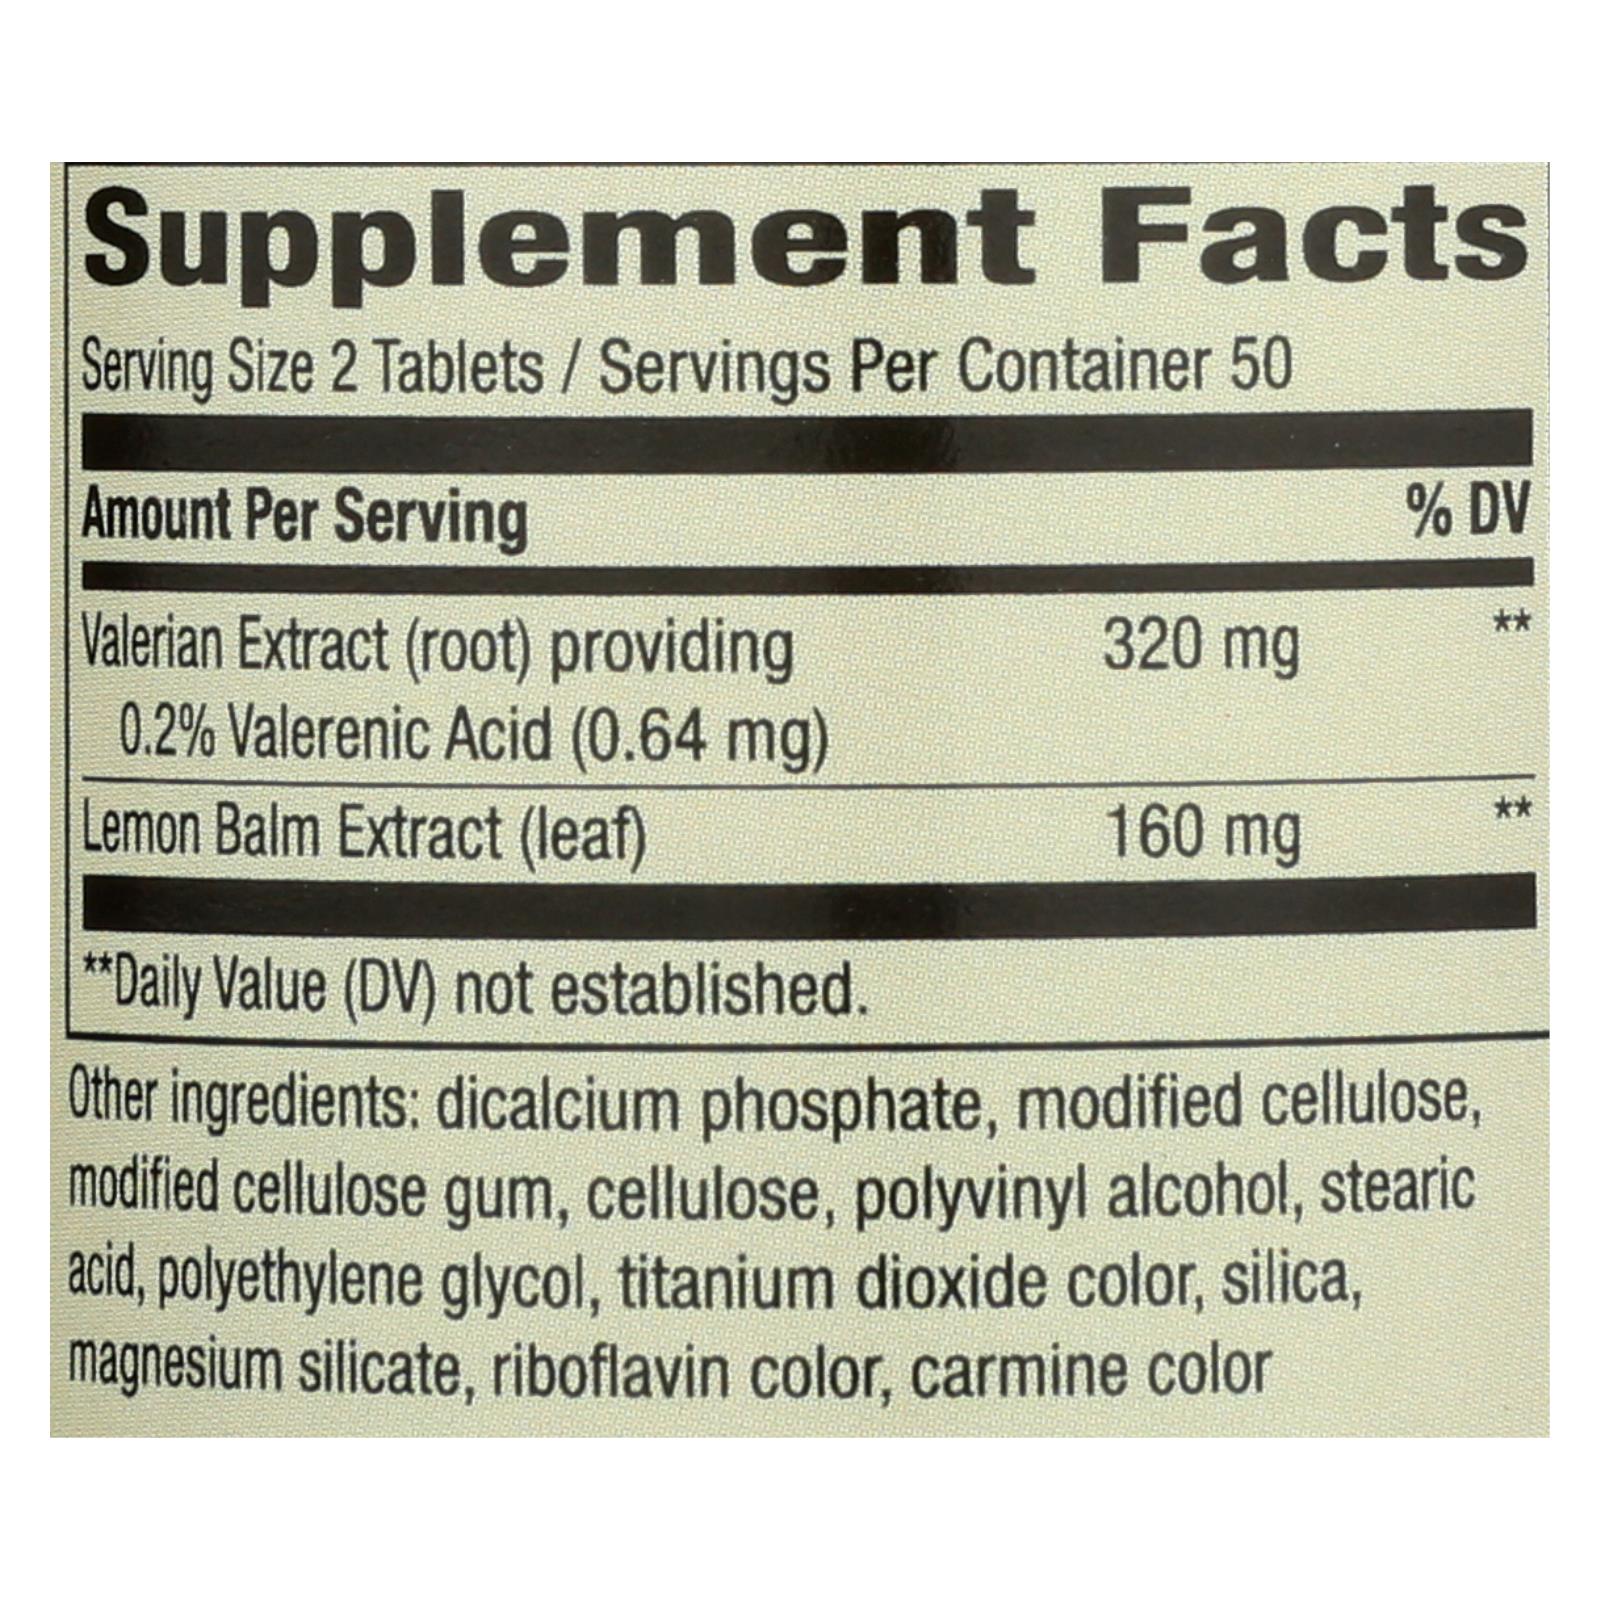 Supplement Facts
Serving Size 2 Tablets / Servings Per Container 50
Amount Per Serving % DV
Valerian Extract (root) providing 320 mg **
0.2% Valerenic Acid (0.64 mg)
Lemon Balm Extract (leaf) 160 mg **
**Daily Value (DV) not established.
Other ingredients: dicalcium phosphate, modified cellulose,
modified cellulose gum, cellulose, polyvinyl alcohol, stearic
acid, polyethylene glycol, titanium dioxide color, silica,
magnesium silicate, riboflavin color, carmine color